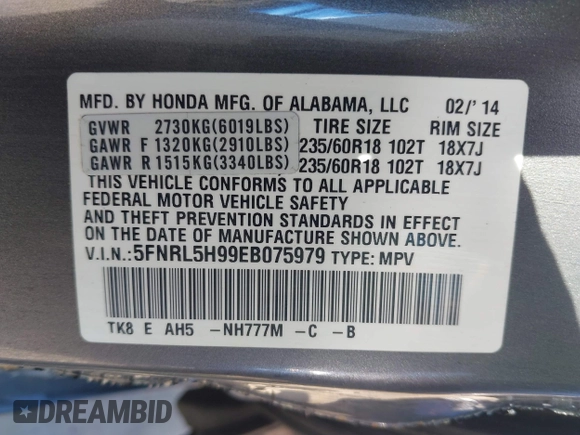 MFD. BY HONDA MFG. OF ALABAMA, LLC 02/'14
GVWR 2730KG(6019LBS) TIRE SIZE RIM SIZE
GAWR F 1320KG(2910LBS) 235/60R18 102T 18X7J
GAWR R 1515KG(3340LBS) 235/60R18 102T 18X7J
THIS VEHICLE CONFORMS TO ALL APPLICABLE
FEDERAL MOTOR VEHICLE SAFETY
AND THEFT PREVENTION STANDARDS IN EFFECT
ON THE DATE OF MANUFACTURE SHOWN ABOVE.
V.I.N.:5FNRL5H99EB075979 TYPE: MPV
TK8 E AH5 -NH777M -C -B
DREAMBID